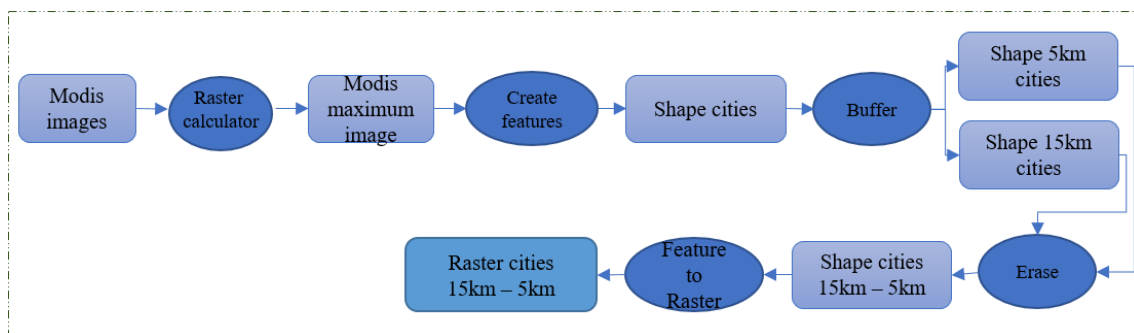 Modis
images
Raster
calculator
Modis
maximum
image
Create
features
Shape cities
Buffer
Shape 5km
cities
Shape 15km
cities
Erase
Shape cities
15km – 5km
Feature
to
Raster
Raster cities
15km – 5km